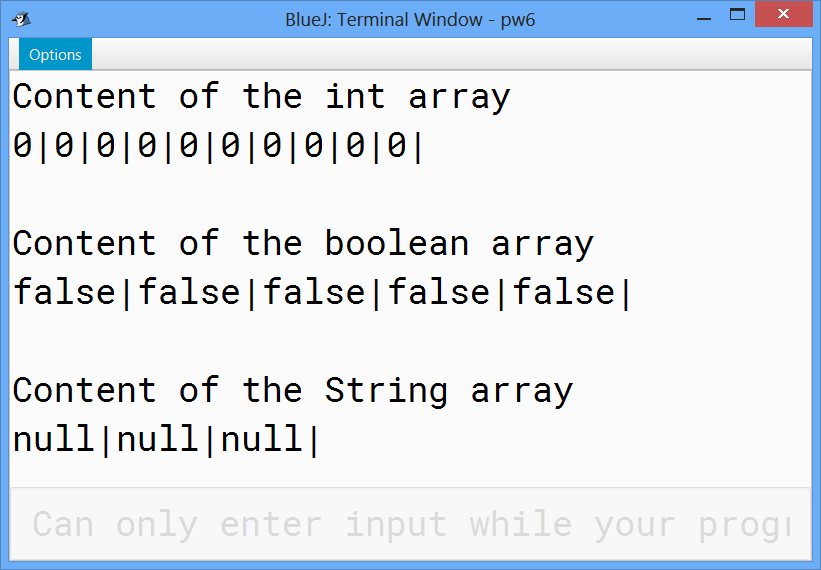 BlueJ: Terminal Window - pw6
Options
Content of the int array
0|0|0|0|0|0|0|0|0|0|
Content of the boolean array
false|false|false|false|false|
Content of the String array
null|null|null|
Can only enter input while your progr